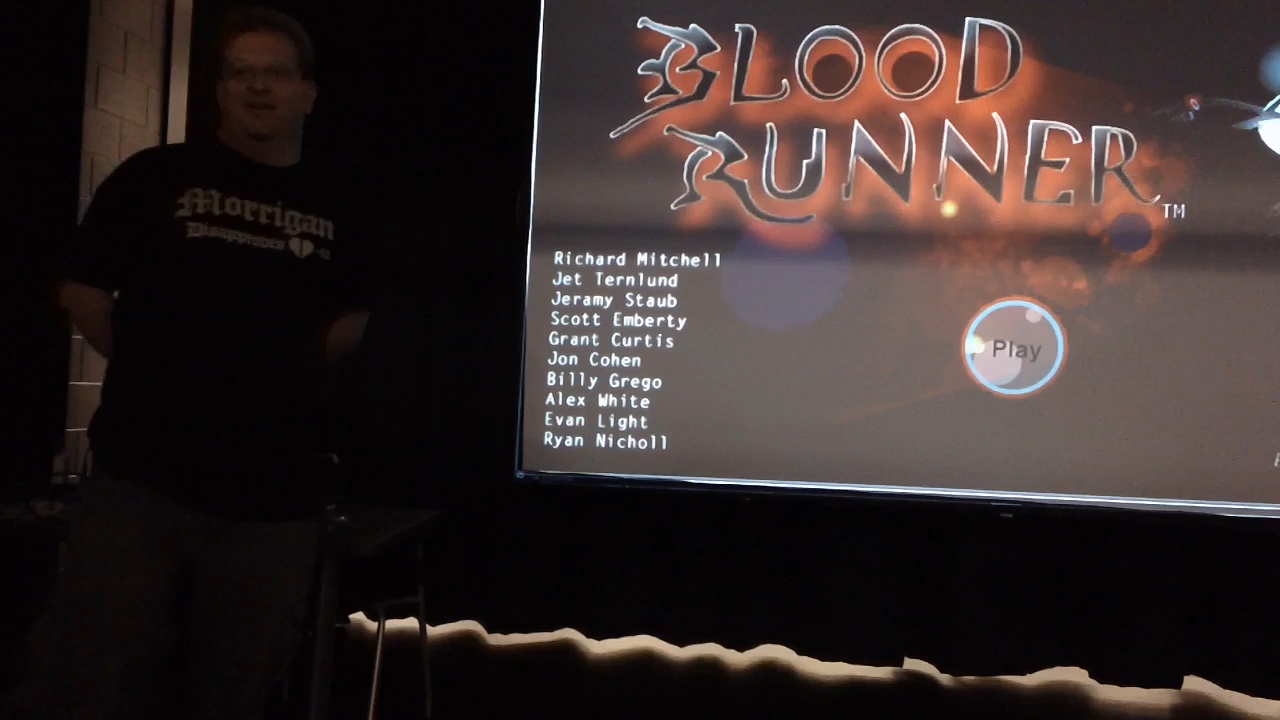 Morrigan
Disapproves
BLOOD
RUNNER
TM
Richard Mitchell
Jet Ternlund
Jeramy Staub
Scott Emberty
Grant Curtis
Jon Cohen
Billy Grego
Alex White
Evan Light
Ryan Nicholl
Play